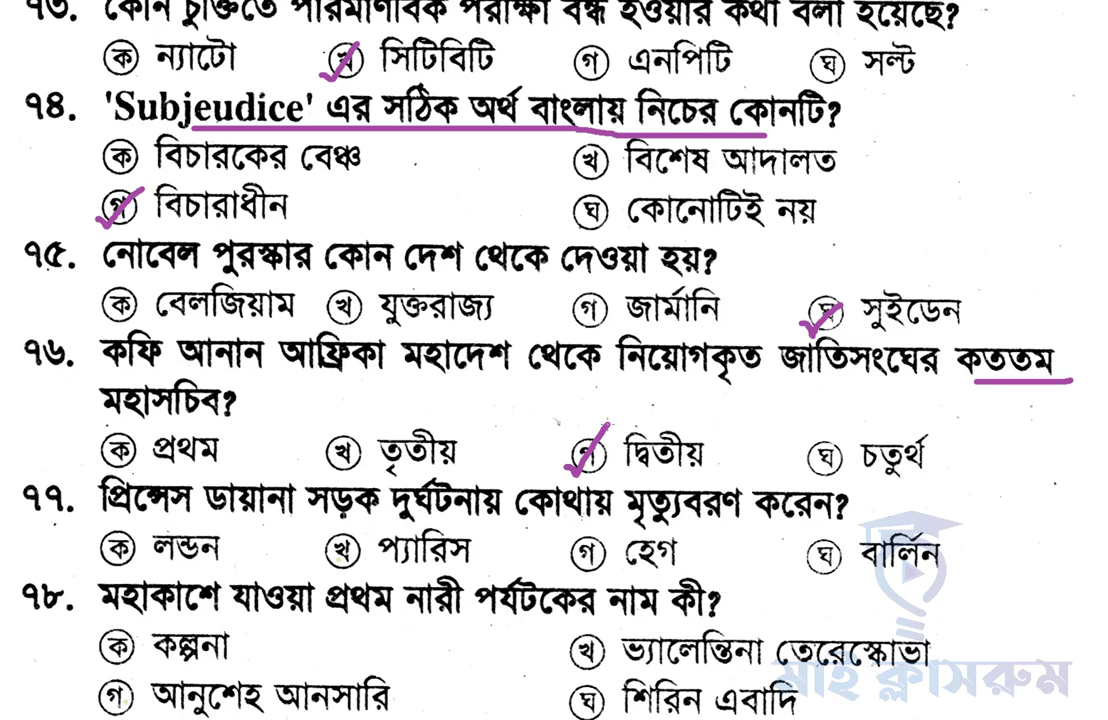 ৭৩. কোন চুক্তিতে পারমাণবিক পরীক্ষা বন্ধ হওয়ার কথা বলা হয়েছে?
ক ন্যাটো খ সিটিবিটি গ এনপিটি ঘ সল্ট
৭৪. 'Subjeudice' এর সঠিক অর্থ বাংলায় নিচের কোনটি?
ক বিচারকের বেঞ্চ খ বিশেষ আদালত
গ বিচারাধীন ঘ কোনোটিই নয়
৭৫. নোবেল পুরস্কার কোন দেশ থেকে দেওয়া হয়?
ক বেলজিয়াম খ যুক্তরাজ্য গ জার্মানি ঘ সুইডেন
৭৬. কফি আনান আফ্রিকা মহাদেশ থেকে নিয়োগকৃত জাতিসংঘের কততম
মহাসচিব?
ক প্রথম খ তৃতীয় গ দ্বিতীয় ঘ চতুর্থ
৭৭. প্রিন্সেস ডায়ানা সড়ক দুর্ঘটনায় কোথায় মৃত্যুবরণ করেন?
ক লন্ডন খ প্যারিস গ হেগ ঘ বার্লিন
৭৮. মহাকাশে যাওয়া প্রথম নারী পর্যটকের নাম কী?
ক কল্পনা খ ভ্যালেন্তিনা তেরেস্কোভা
গ আনুশেহ আনসারি ঘ শিরিন এবাদি
মাই ক্লাসরুম